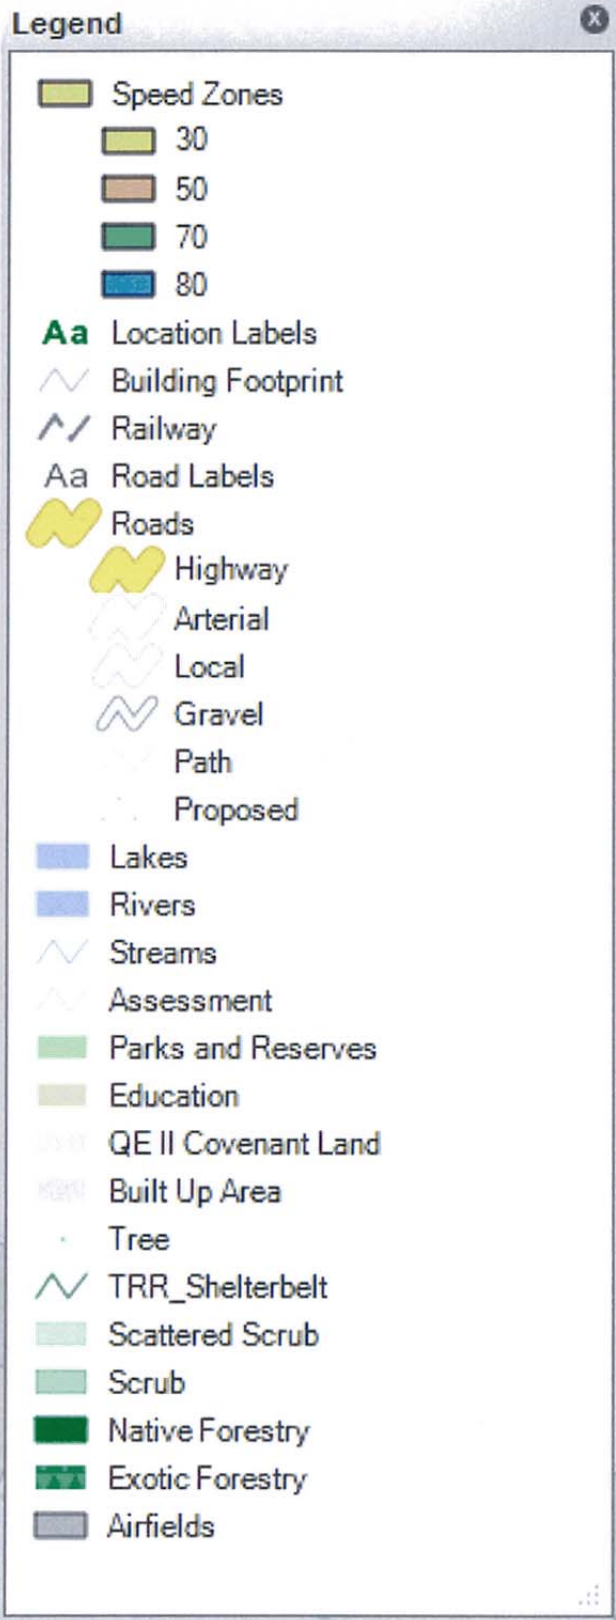 Legend
Speed Zones
30
50
70
80
Aa Location Labels
Building Footprint
Railway
Aa Road Labels
Roads
Highway
Arterial
Local
Gravel
Path
Proposed
Lakes
Rivers
Streams
Assessment
Parks and Reserves
Education
QE II Covenant Land
Built Up Area
Tree
TRR_Shelterbelt
Scattered Scrub
Scrub
Native Forestry
Exotic Forestry
Airfields